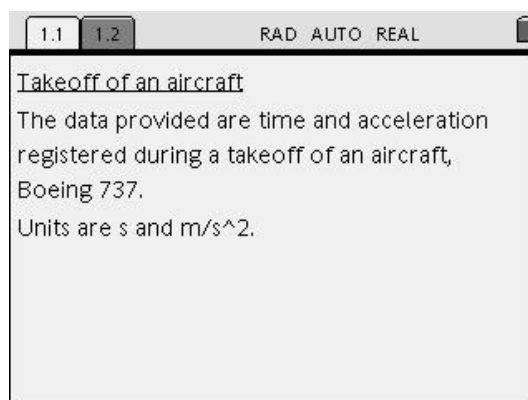 1.1 1.2 RAD AUTO REAL
Takeoff of an aircraft
The data provided are time and acceleration
registered during a takeoff of an aircraft,
Boeing 737.
Units are s and m/s^2.